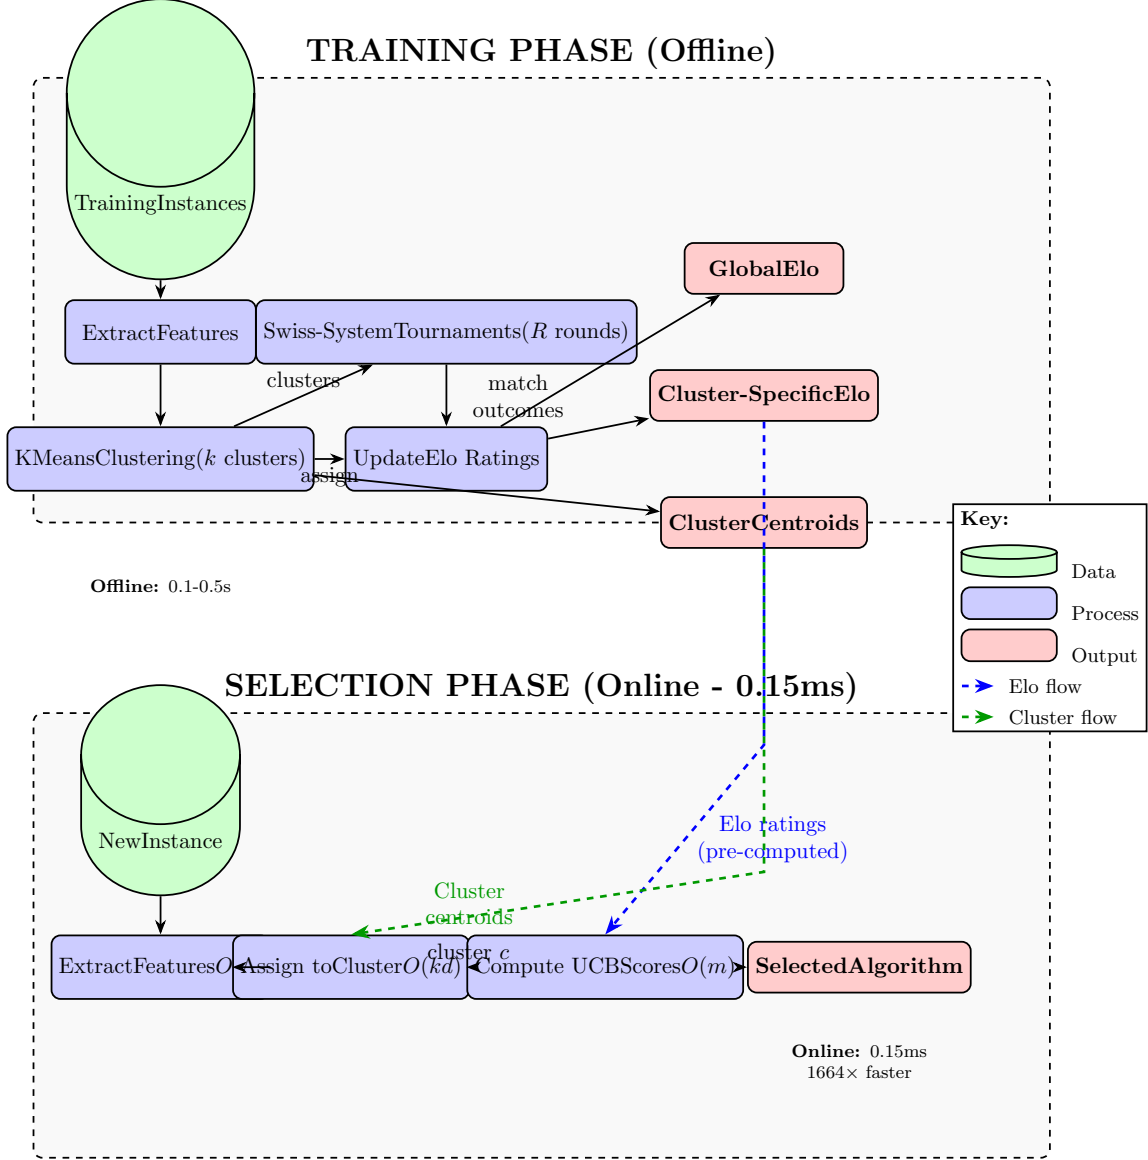 TRAINING PHASE (Offline)
TrainingInstances
GlobalElo
ExtractFeatures
Swiss-SystemTournaments(R rounds)
clusters
match
outcomes
Cluster-SpecificElo
KMeansClustering(k clusters)
UpdateElo Ratings
assign
ClusterCentroids
Key:
Data
Process
Output
Elo flow
Cluster flow
Offline: 0.1-0.5s
SELECTION PHASE (Online - 0.15ms)
NewInstance
Elo ratings
(pre-computed)
Cluster
centroids
cluster c
ExtractFeaturesO
Assign toClusterO(kd)
Compute UCBScoresO(m)
SelectedAlgorithm
Online: 0.15ms
1664× faster